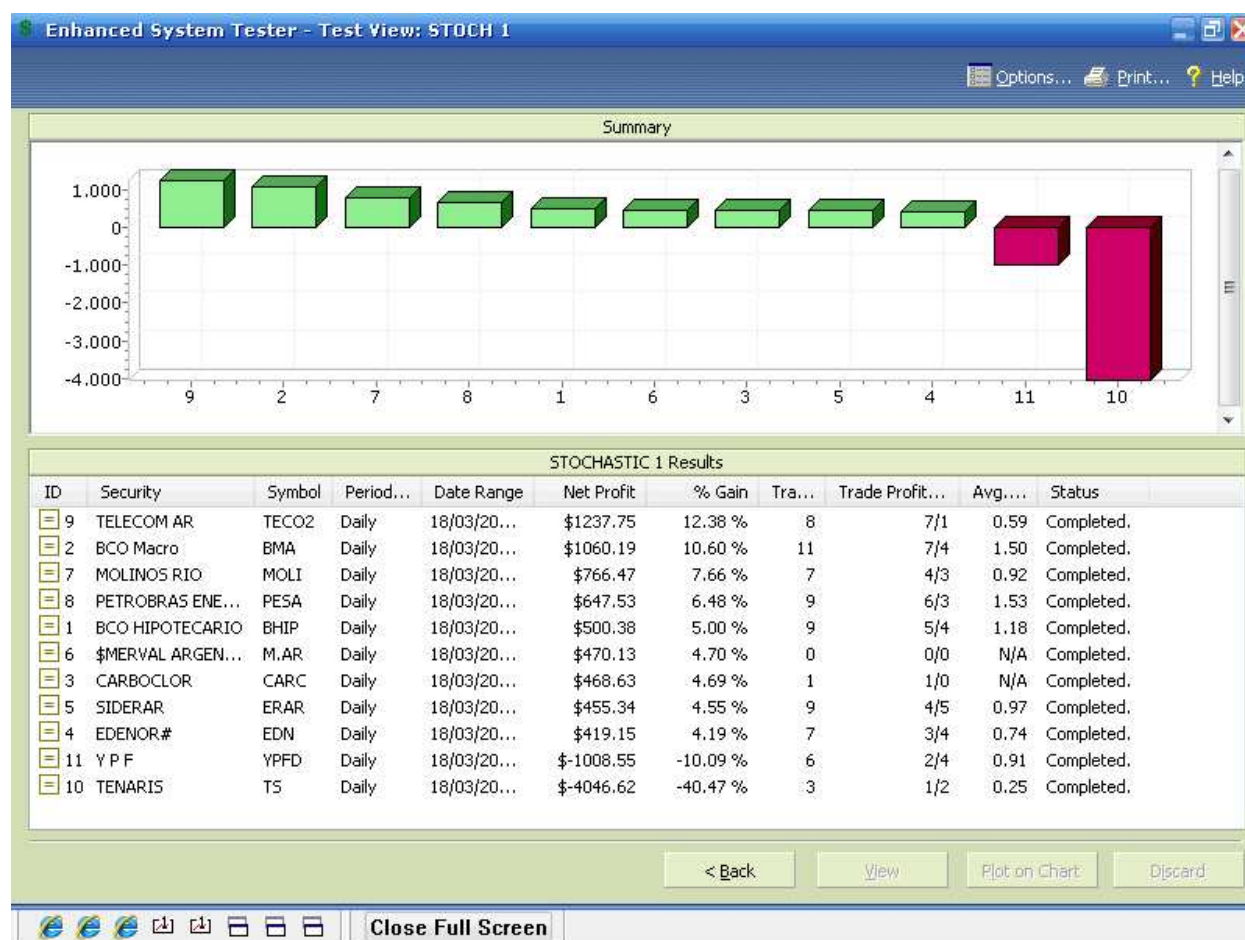 $ Enhanced System Tester - Test View: STOCH 1
Options... Print... ? Help
Summary
1.000
0
-1.000
-2.000
-3.000
-4.000
9 2 7 8 1 6 3 5 4 11 10
STOCHASTIC 1 Results
ID Security Symbol Period... Date Range Net Profit % Gain Tra... Trade Profit... Avg.... Status
9 TELECOM AR TECO2 Daily 18/03/20... $1237.75 12.38 % 8 7/1 0.59 Completed.
2 BCO Macro BMA Daily 18/03/20... $1060.19 10.60 % 11 7/4 1.50 Completed.
7 MOLINOS RIO MOLI Daily 18/03/20... $766.47 7.66 % 7 4/3 0.92 Completed.
8 PETROBRAS ENE... PESA Daily 18/03/20... $647.53 6.48 % 9 6/3 1.53 Completed.
1 BCO HIPOTECARIO BHIP Daily 18/03/20... $500.38 5.00 % 9 5/4 1.18 Completed.
6 $MERVAL ARGEN... M.AR Daily 18/03/20... $470.13 4.70 % 0 0/0 N/A Completed.
3 CARBOCLOR CARC Daily 18/03/20... $468.63 4.69 % 1 1/0 N/A Completed.
5 SIDERAR ERAR Daily 18/03/20... $455.34 4.55 % 9 4/5 0.97 Completed.
4 EDENOR# EDN Daily 18/03/20... $419.15 4.19 % 7 3/4 0.74 Completed.
11 Y P F YPFD Daily 18/03/20... $-1008.55 -10.09 % 6 2/4 0.91 Completed.
10 TENARIS TS Daily 18/03/20... $-4046.62 -40.47 % 3 1/2 0.25 Completed.
< Back View Plot on Chart Discard
Close Full Screen